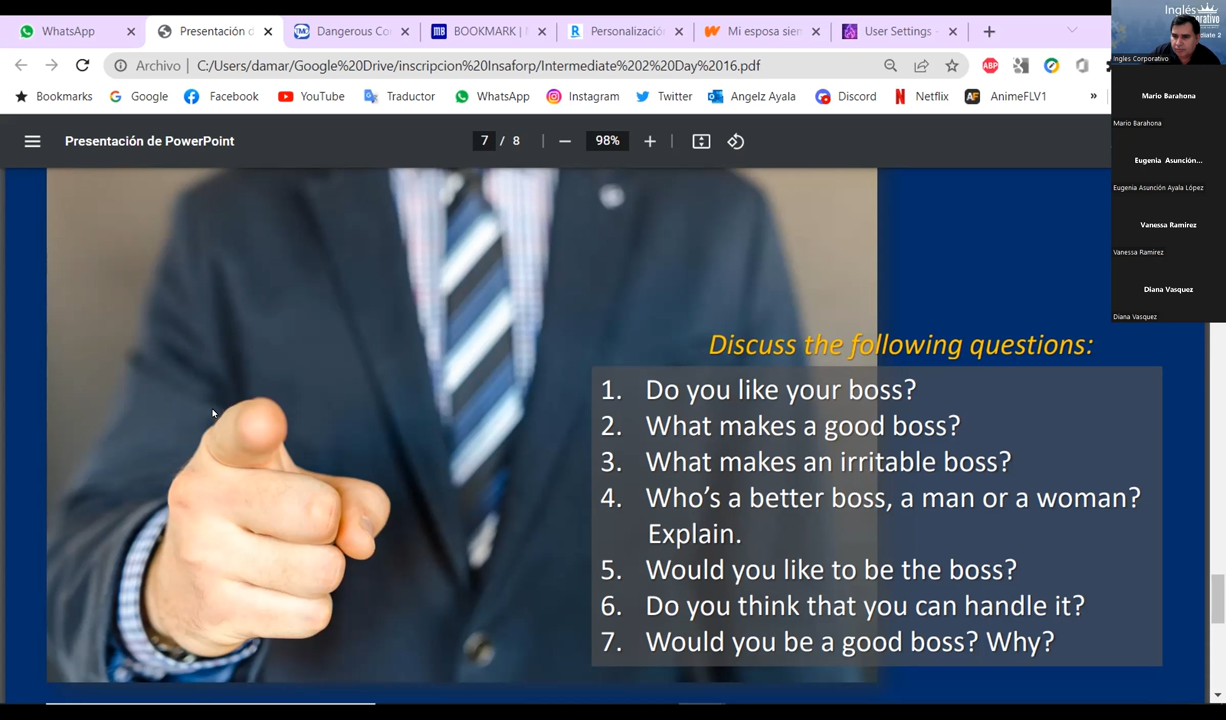 WhatsApp
Presentación d
Dangerous Co
BOOKMARK |
Personalizació
Mi esposa sien
User Settings -
Inglés
Ingles Corporativo
Archivo
C:/Users/damar/Google%20Drive/inscripcion%20Insaforp/Intermediate%202%20Day%2016.pdf
ABP
Bookmarks
Google
Facebook
YouTube
Traductor
WhatsApp
Instagram
Twitter
Angelz Ayala
Discord
Netflix
AF
AnimeFLV1
»
Mario Barahona
Mario Barahona
Presentación de PowerPoint
7 / 8
98%
Eugenia Asunción...
Eugenia Asunción Ayala López
Vanessa Ramirez
Vanessa Ramirez
Diana Vasquez
Diana Vasquez
Discuss the following questions:
1. Do you like your boss?
2. What makes a good boss?
3. What makes an irritable boss?
4. Who's a better boss, a man or a woman?
Explain.
5. Would you like to be the boss?
6. Do you think that you can handle it?
7. Would you be a good boss? Why?